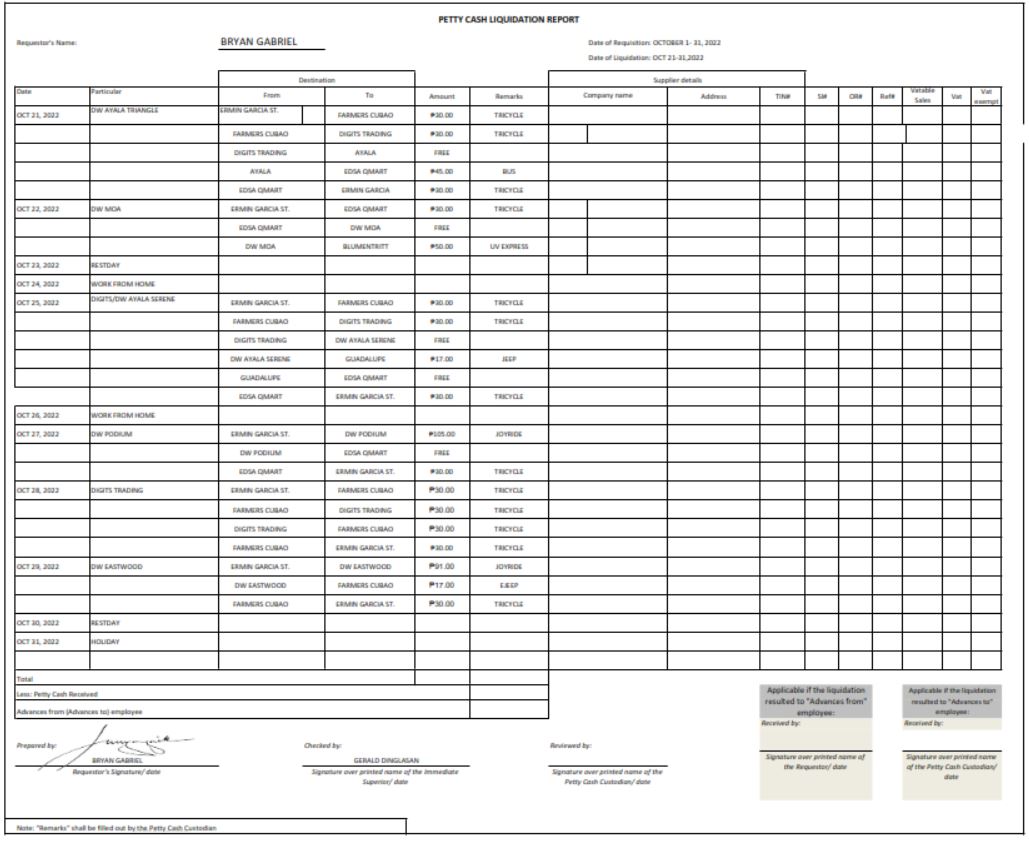 PETTY CASH LIQUIDATION REPORT
Requestor's Name: BRYAN GABRIEL Date of Requisition: OCTOBER 1- 31, 2022
Date of Liquidation: OCT 21-31,2022
Destination Supplier details
Date Particular From To Amount Remarks Company name Address TIN# SI# OR# Ref# Vatable Sales Vat Vat exempt
OCT 21, 2022 DW AYALA TRIANGLE ERMIN GARCIA ST. FARMERS CUBAO ₱30.00 TRICYCLE
FARMERS CUBAO DIGITS TRADING ₱30.00 TRICYCLE
DIGITS TRADING AYALA FREE
AYALA EDSA QMART ₱45.00 BUS
EDSA QMART ERMIN GARCIA ₱30.00 TRICYCLE
OCT 22, 2022 DW MOA ERMIN GARCIA ST. EDSA QMART ₱30.00 TRICYCLE
EDSA QMART DW MOA FREE
DW MOA BLUMENTRITT ₱50.00 UV EXPRESS
OCT 23, 2022 RESTDAY
OCT 24, 2022 WORK FROM HOME
OCT 25, 2022 DIGITS/DW AYALA SERENE ERMIN GARCIA ST. FARMERS CUBAO ₱30.00 TRICYCLE
FARMERS CUBAO DIGITS TRADING ₱30.00 TRICYCLE
DIGITS TRADING DW AYALA SERENE FREE
DW AYALA SERENE GUADALUPE ₱17.00 JEEP
GUADALUPE EDSA QMART FREE
EDSA QMART ERMIN GARCIA ST. ₱30.00 TRICYCLE
OCT 26, 2022 WORK FROM HOME
OCT 27, 2022 DW PODIUM ERMIN GARCIA ST. DW PODIUM ₱105.00 JOYRIDE
DW PODIUM EDSA QMART FREE
EDSA QMART ERMIN GARCIA ST. ₱30.00 TRICYCLE
OCT 28, 2022 DIGITS TRADING ERMIN GARCIA ST. FARMERS CUBAO ₱30.00 TRICYCLE
FARMERS CUBAO DIGITS TRADING ₱30.00 TRICYCLE
DIGITS TRADING FARMERS CUBAO ₱30.00 TRICYCLE
FARMERS CUBAO ERMIN GARCIA ST. ₱30.00 TRICYCLE
OCT 29, 2022 DW EASTWOOD ERMIN GARCIA ST. DW EASTWOOD ₱91.00 JOYRIDE
DW EASTWOOD FARMERS CUBAO ₱17.00 EJEEP
FARMERS CUBAO ERMIN GARCIA ST. ₱30.00 TRICYCLE
OCT 30, 2022 RESTDAY
OCT 31, 2022 HOLIDAY
Total
Less: Petty Cash Received
Advances from (Advances to) employee
Prepared by:
BRYAN GABRIEL
Requestor's Signature/ date
Checked by:
GERALD DINGLASAN
Signature over printed name of the Immediate
Superior/ date
Reviewed by:
Signature over printed name of the
Petty Cash Custodian/ date
Applicable if the liquidation
resulted to "Advances from"
employee:
Received by:
Signature over printed name of
the Requestor/ date
Applicable if the liquidation
resulted to "Advances to"
employee:
Received by:
Signature over printed name
of the Petty Cash Custodian/
date
Note: "Remarks" shall be filled out by the Petty Cash Custodian